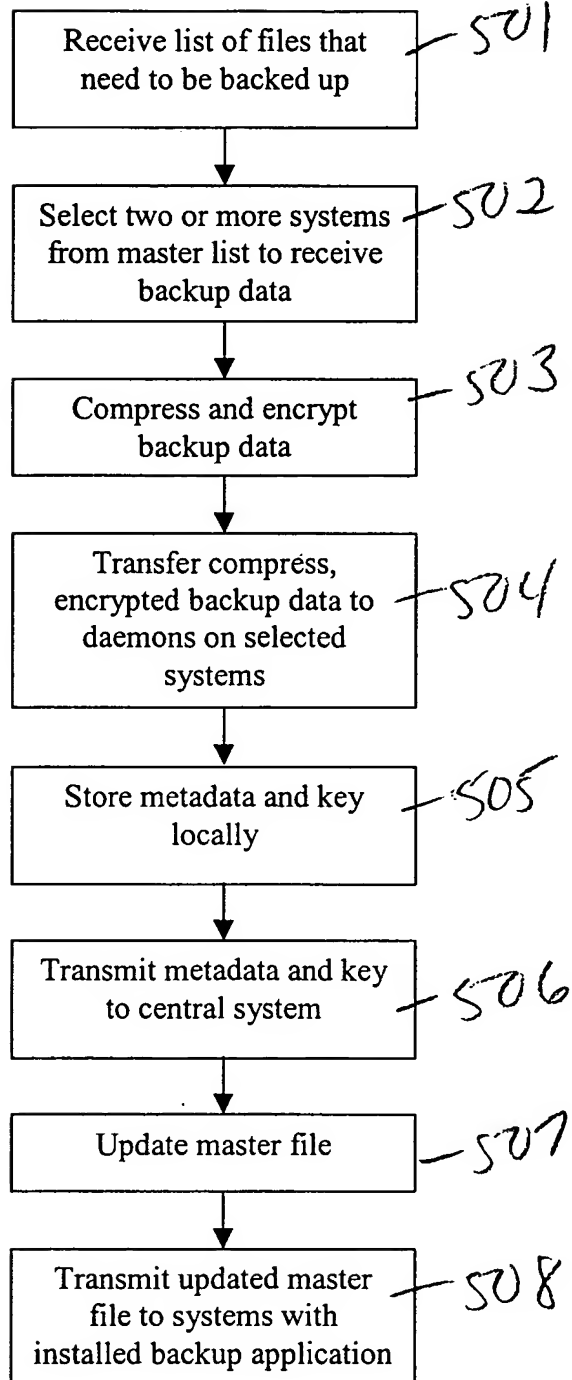 Receive list of files that
need to be backed up
501
Select two or more systems
from master list to receive
backup data
502
Compress and encrypt
backup data
503
Transfer compress,
encrypted backup data to
daemons on selected
systems
504
Store metadata and key
locally
505
Transmit metadata and key
to central system
506
Update master file
507
Transmit updated master
file to systems with
installed backup application
508